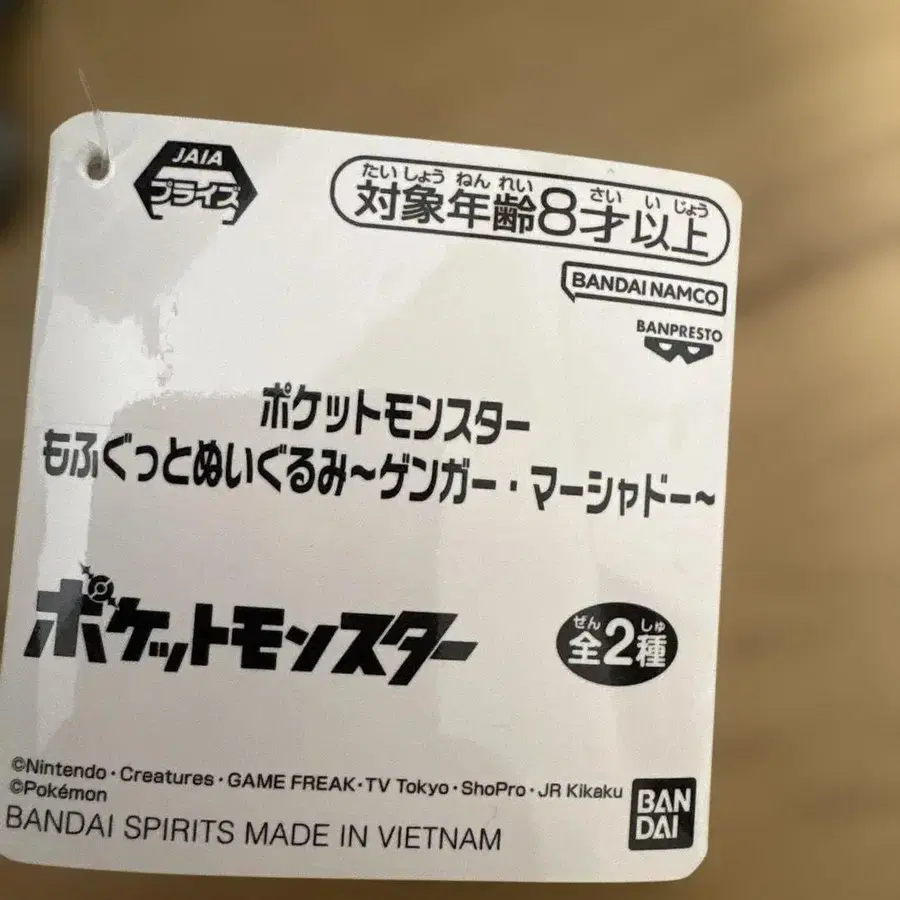 JAIA
プライズ
たいしょうねんれい さいいじょう
対象年齢8才以上
BANDAI NAMCO
BANPRESTO
ポケットモンスター
もふぐっとぬいぐるみ~ゲンガー・マーシャドー~
ポケットモンスター
ぜん しゅ
全2種
©Nintendo・Creatures・GAME FREAK・TV Tokyo・ShoPro・JR Kikaku
©Pokémon
BANDAI SPIRITS MADE IN VIETNAM
BAN
DAI